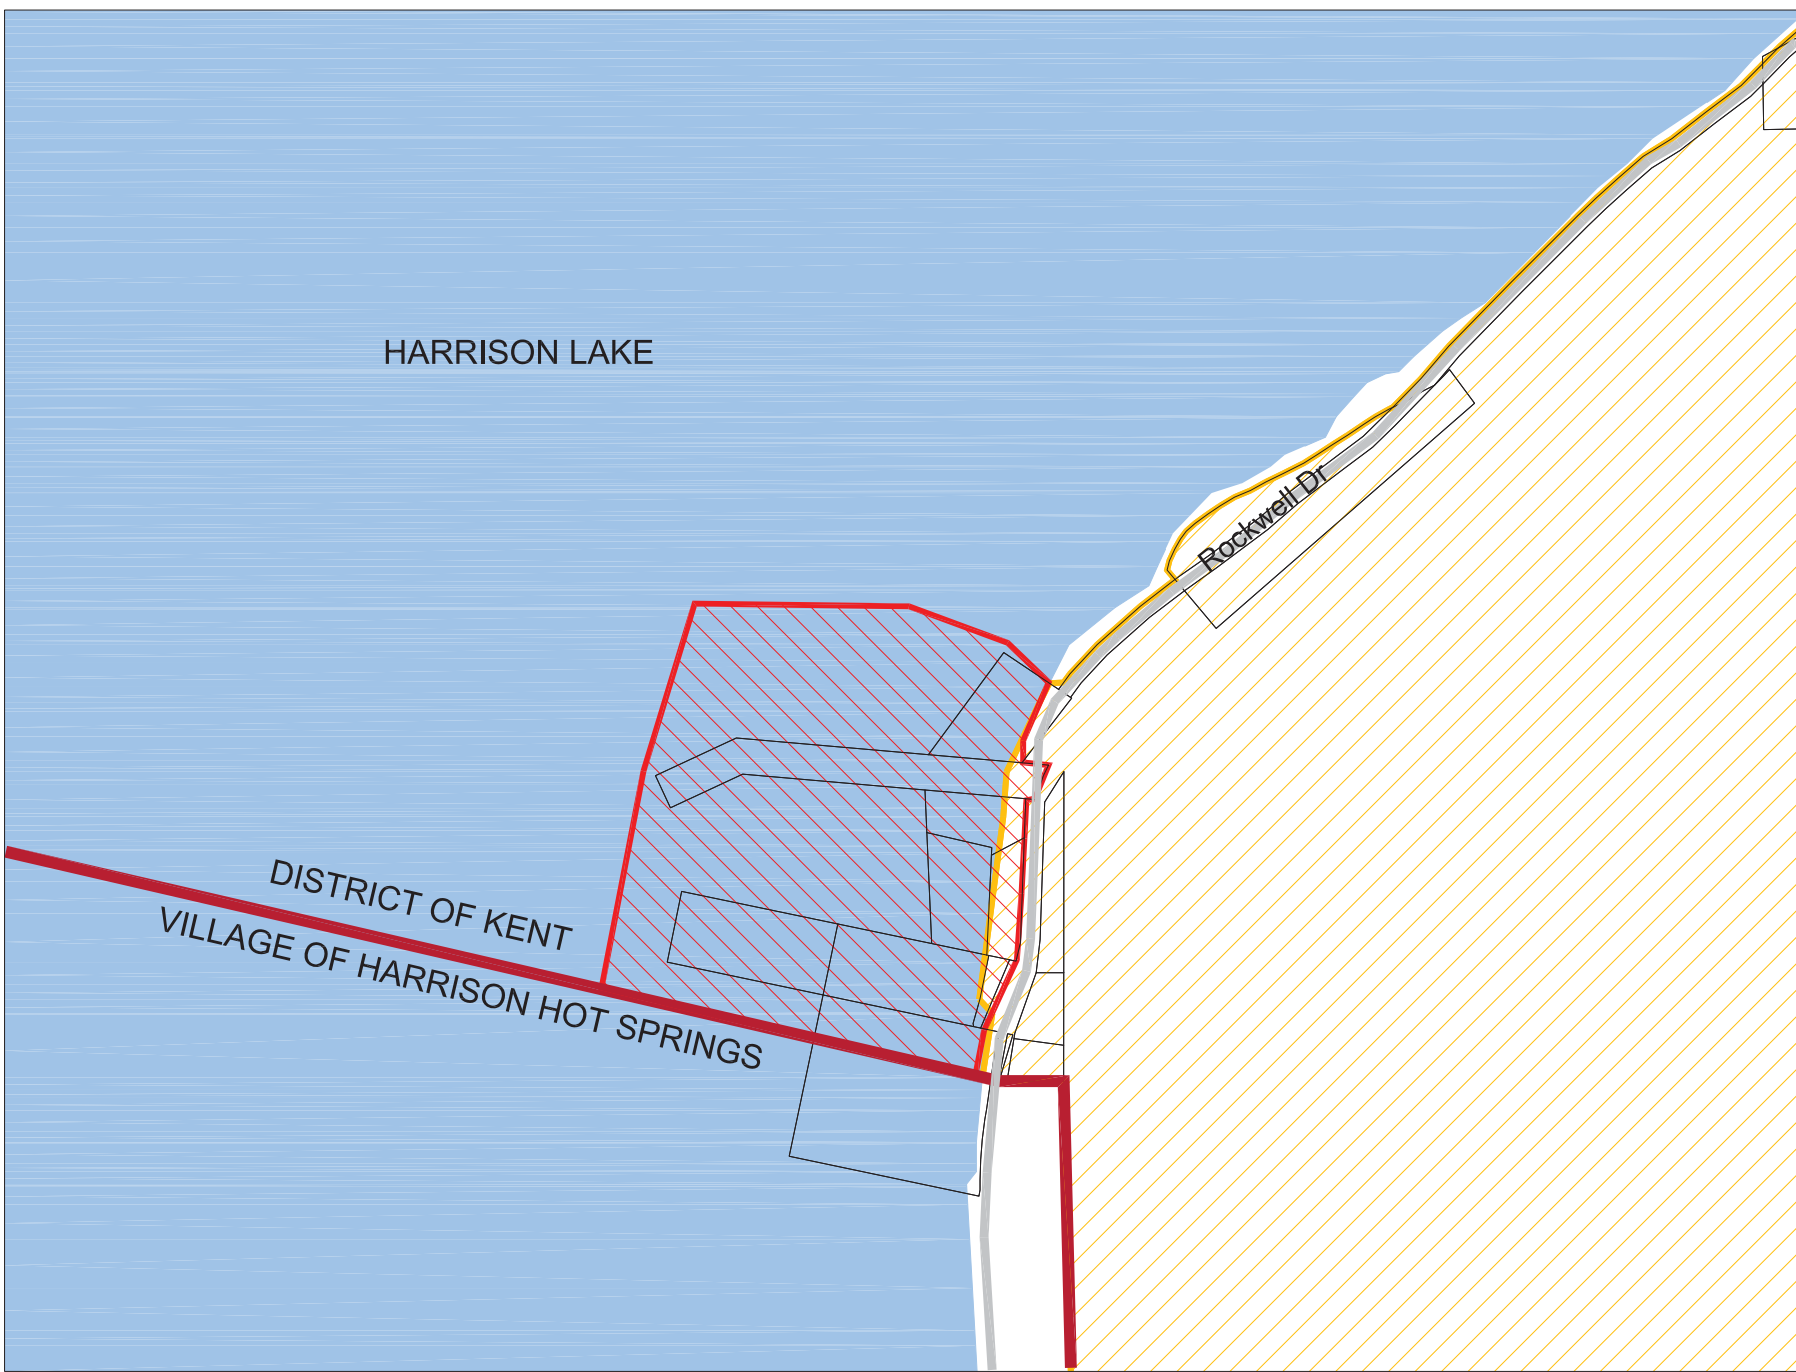 HARRISON LAKE
Rockwell Dr
DISTRICT OF KENT
VILLAGE OF HARRISON HOT SPRINGS